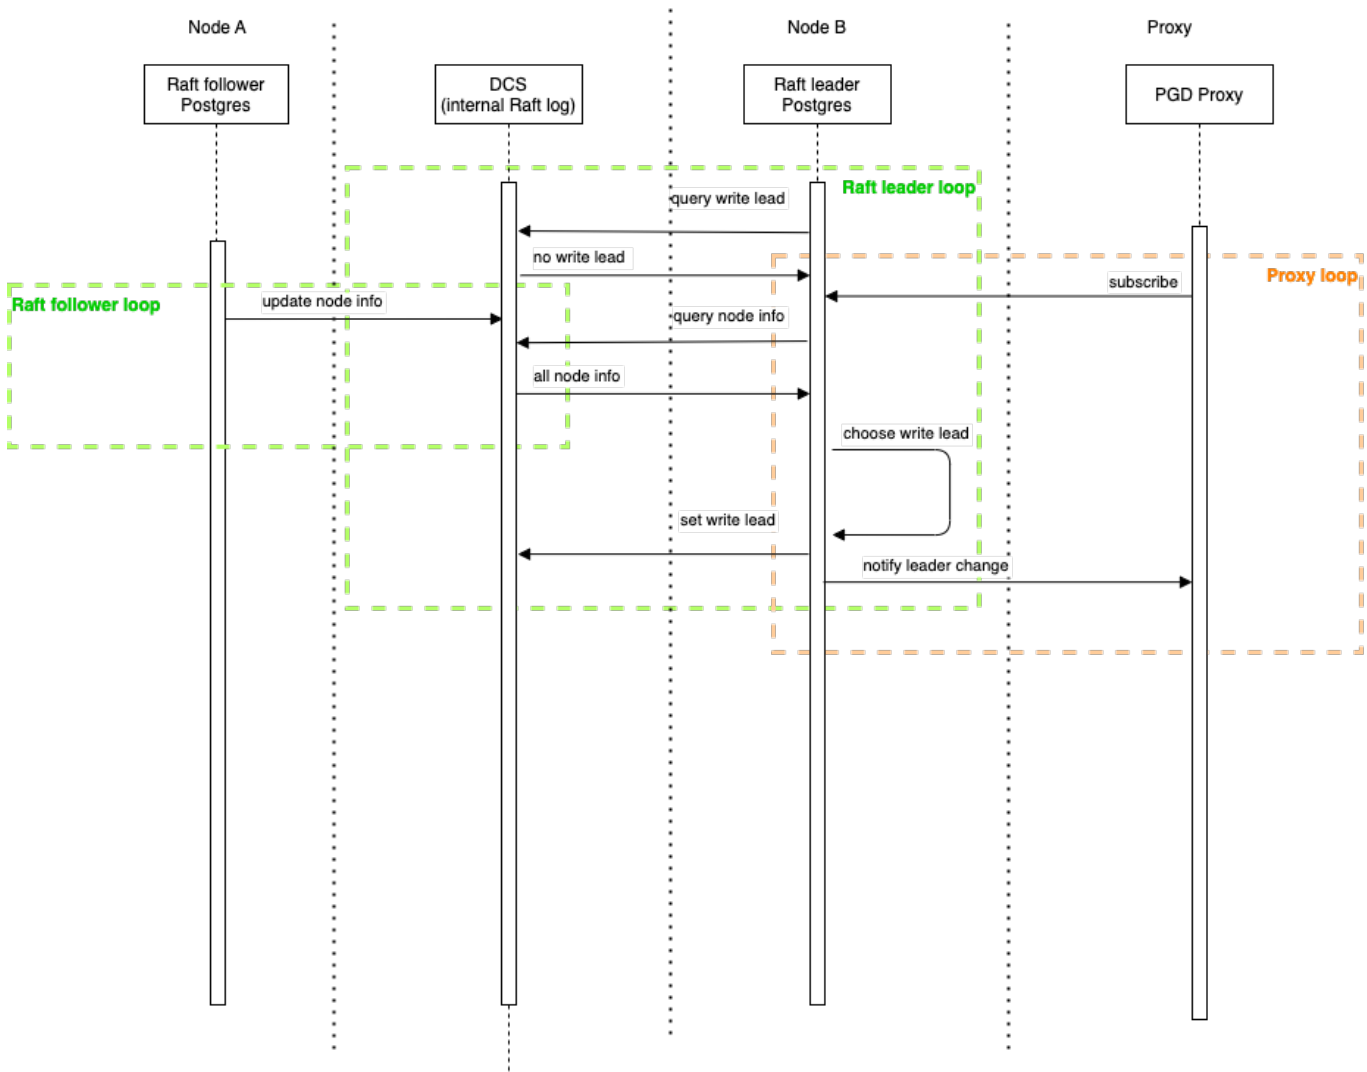 Node A
Node B
Proxy
Raft follower
Postgres
DCS
(internal Raft log)
Raft leader
Postgres
PGD Proxy
Raft leader loop
query write lead
no write lead
Proxy loop
subscribe
Raft follower loop
update node info
query node info
all node info
choose write lead
set write lead
notify leader change